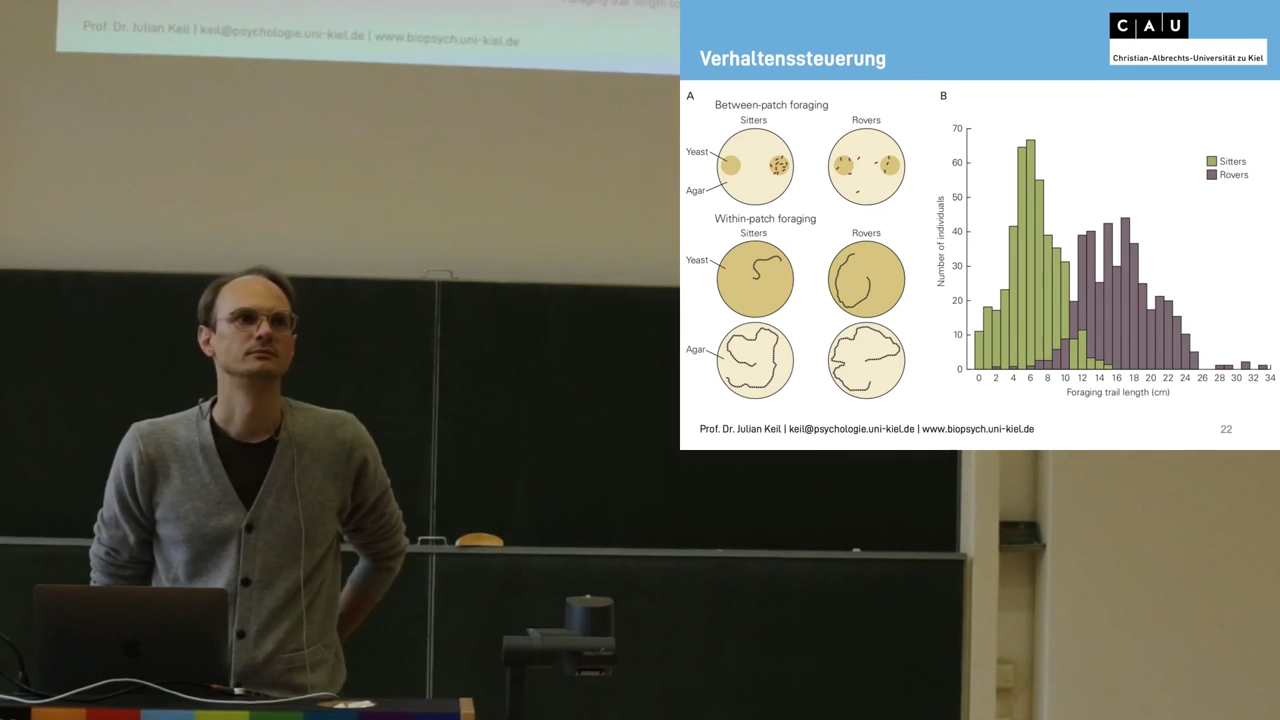 Foraging trail length
Prof. Dr. Julian Keil | keil@psychologie.uni-kiel.de | www.biopsych.uni-kiel.de
Verhaltenssteuerung
C A U
Christian-Albrechts-Universität zu Kiel
A
Between-patch foraging
Sitters
Rovers
Yeast
Agar
Within-patch foraging
Sitters
Rovers
Yeast
Agar
B
70
60
50
40
30
20
10
0
Number of individuals
0 2 4 6 8 10 12 14 16 18 20 22 24 26 28 30 32 34
Foraging trail length (cm)
Sitters
Rovers
Prof. Dr. Julian Keil | keil@psychologie.uni-kiel.de | www.biopsych.uni-kiel.de
22